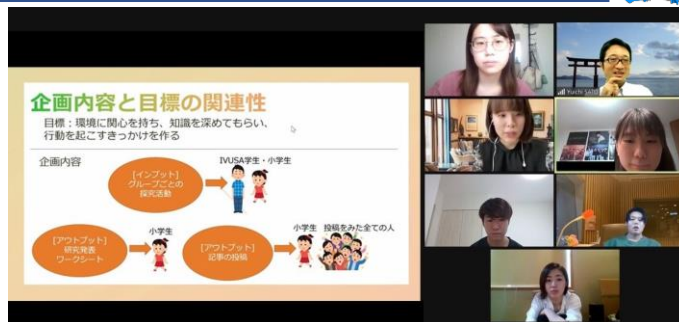 企画内容と目標の関連性
目標：環境に関心を持ち、知識を深めてもらい、
行動を起こすきっかけを作る
企画内容
[インプット]
グループごとの
探究活動
IVUSA学生・小学生
[アウトプット]
研究発表
ワークシート
小学生
[アウトプット]
記事の投稿
小学生 投稿をみた全ての人
Yuichi SATO